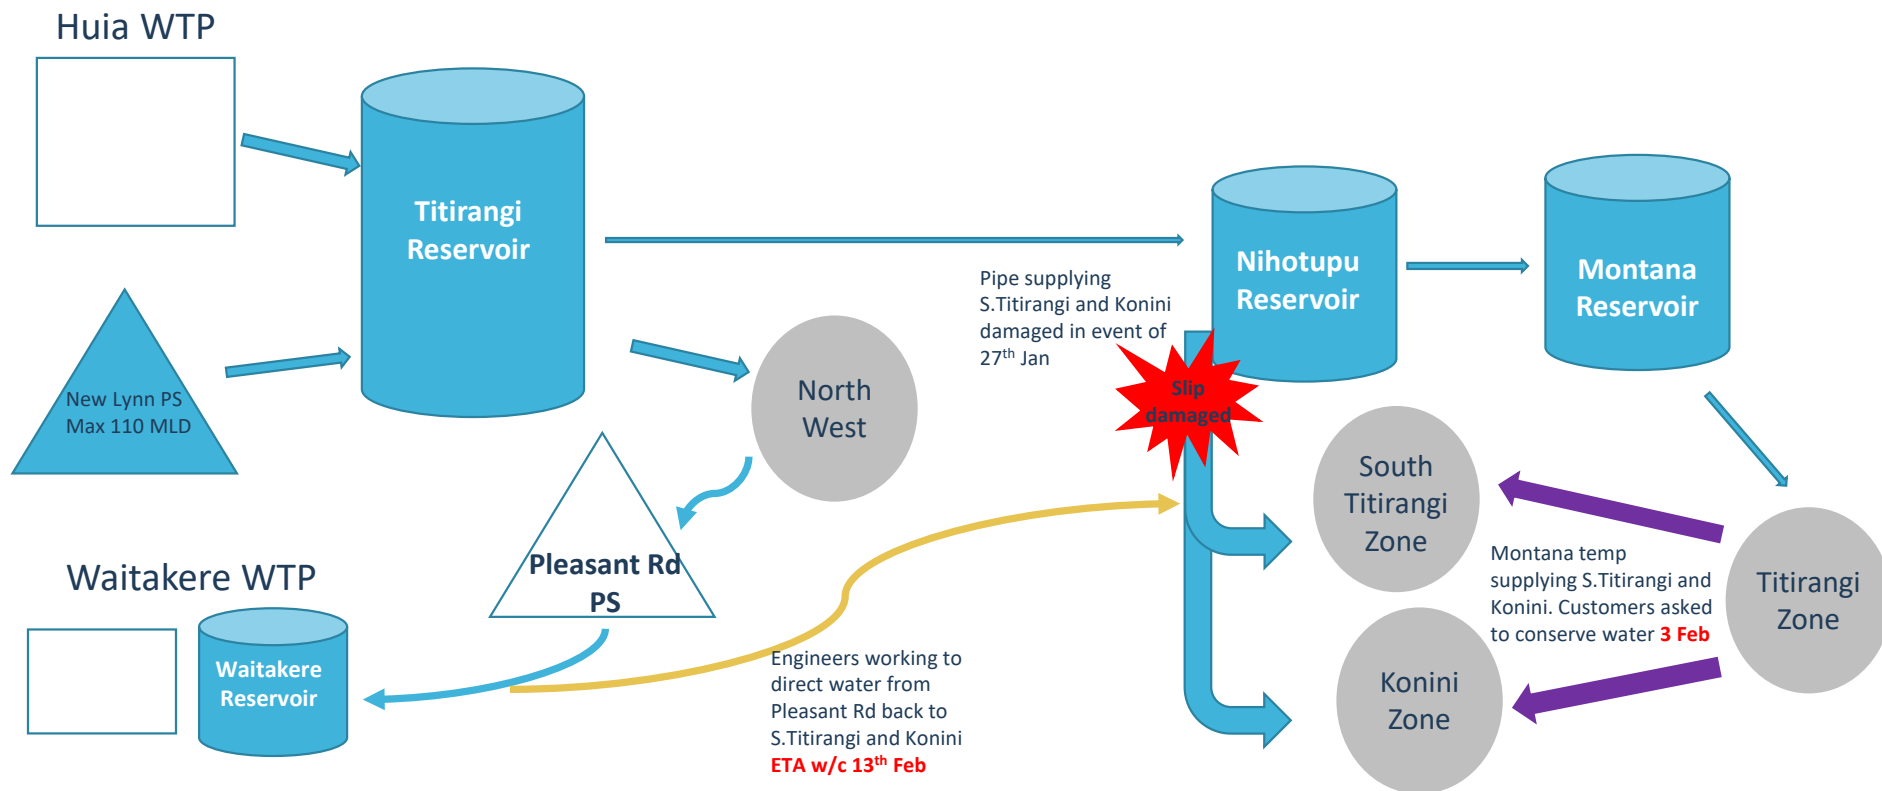 Huia WTP
Titirangi
Reservoir
New Lynn PS
Max 110 MLD
North
West
Pleasant Rd
PS
Waitakere WTP
Waitakere
Reservoir
Engineers working to
direct water from
Pleasant Rd back to
S.Titirangi and Konini
ETA w/c 13th Feb
Pipe supplying
S.Titirangi and Konini
damaged in event of
27th Jan
Slip
damaged
Nihotupu
Reservoir
Montana
Reservoir
South
Titirangi
Zone
Konini
Zone
Montana temp
supplying S.Titirangi and
Konini. Customers asked
to conserve water 3 Feb
Titirangi
Zone